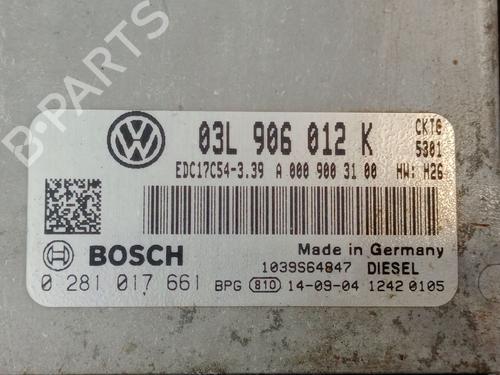 B-PARTS
03L 906 012 K
CKTG
5301
EDC17C54-3.39 A 000 900 31 00 HW: H26
BOSCH
Made in Germany
1039S64847 DIESEL
0 281 017 661
BPG 810 14-09-04 1242 0105